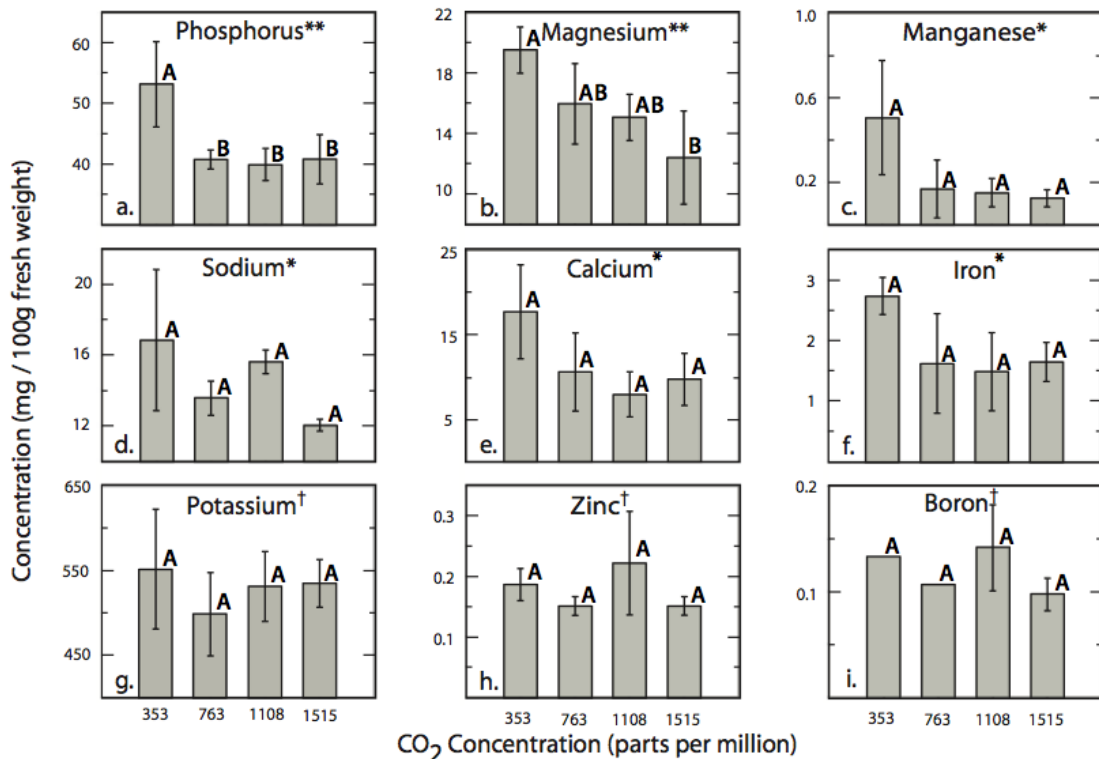 Concentration (mg / 100g fresh weight)
Phosphorus**
60
50
40
A
B
B
B
a.
Magnesium**
22
18
14
10
A
AB
AB
B
b.
Manganese*
1.0
0.6
0.2
A
A
A
A
c.
Sodium*
20
16
12
A
A
A
A
d.
Calcium*
25
15
5
A
A
A
A
e.
Iron*
3
2
1
A
A
A
A
f.
Potassium†
650
550
450
A
A
A
A
g.
353
763
1108
1515
Zinc†
0.3
0.2
0.1
A
A
A
A
h.
353
763
1108
1515
Boron†
0.2
0.1
A
A
A
A
i.
353
763
1108
1515
CO2 Concentration (parts per million)